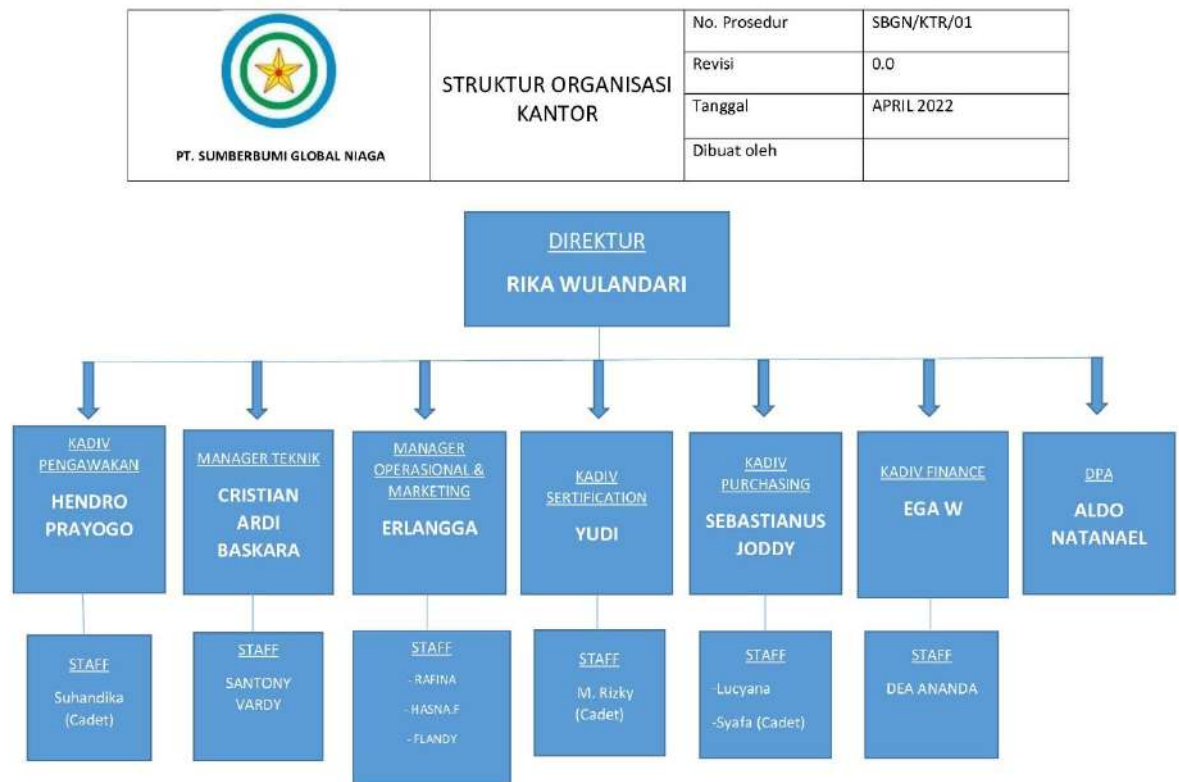 PT. SUMBERBUMI GLOBAL NIAGA
STRUKTUR ORGANISASI
KANTOR
No. Prosedur SBGN/KTR/01
Revisi 0.0
Tanggal APRIL 2022
Dibuat oleh
DIREKTUR
RIKA WULANDARI
KADIV
PENGAWAKAN
HENDRO
PRAYOGO
MANAGER TEKNIK
CRISTIAN
ARDI
BASKARA
MANAGER
OPERASIONAL &
MARKETING
ERLANGGA
KADIV
SERTIFICATION
YUDI
KADIV
PURCHASING
SEBASTIANUS
JODDY
KADIV FINANCE
EGA W
DPA
ALDO
NATANAEL
STAFF
Suhandika
(Cadet)
STAFF
SANTONY
VARDY
STAFF
- RAFINA
- HASNA.F
- FLANDY
STAFF
M. Rizky
(Cadet)
STAFF
-Lucyana
-Syafa (Cadet)
STAFF
DEA ANANDA